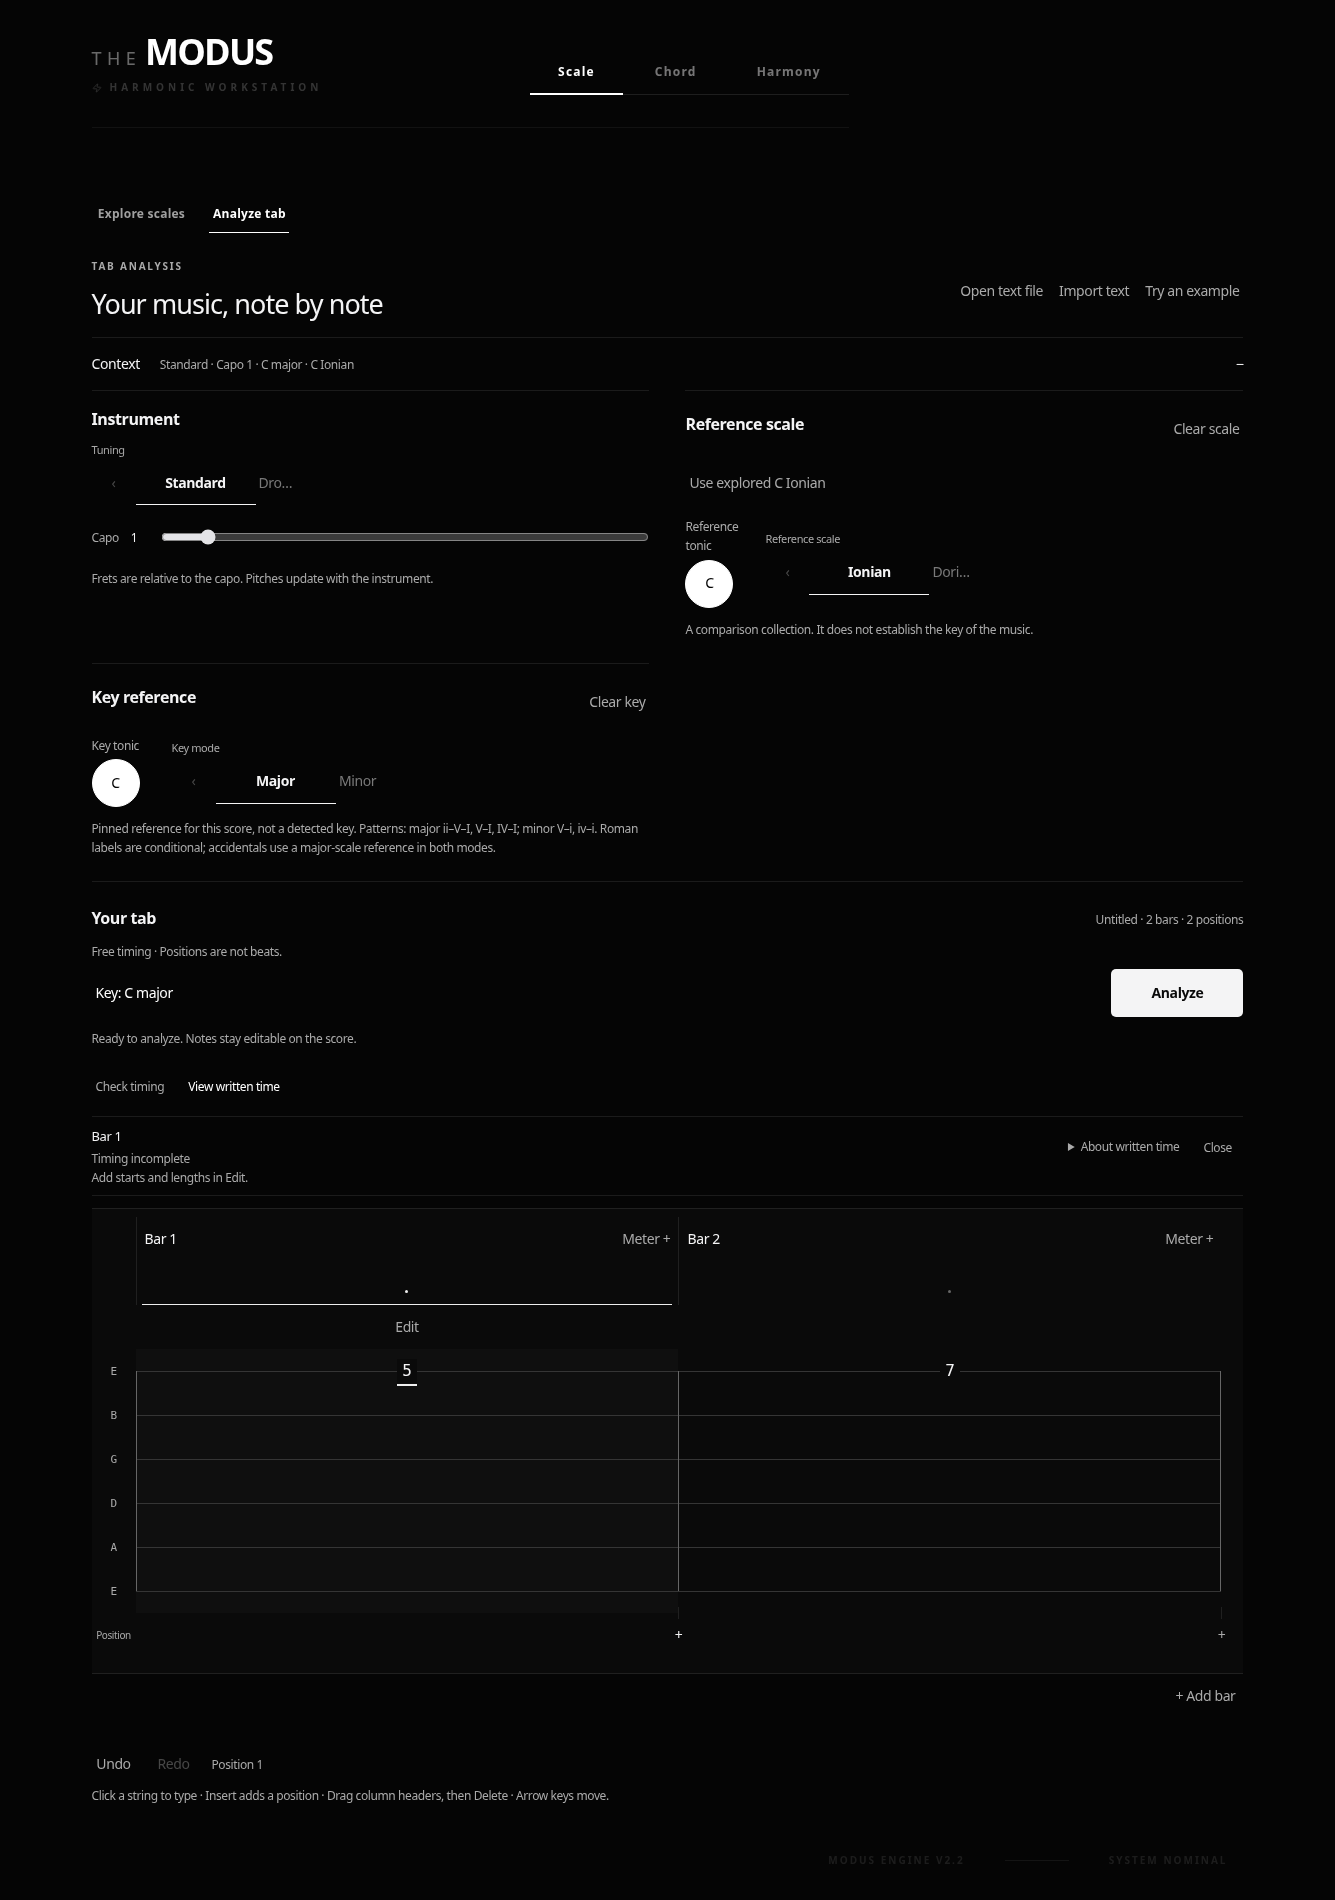 THE MODUS
HARMONIC WORKSTATION
Scale Chord Harmony
Explore scales Analyze tab
TAB ANALYSIS
Your music, note by note
Open text file Import text Try an example
Context Standard · Capo 1 · C major · C Ionian –
Instrument
Tuning
‹ Standard Dro...
Capo 1
Frets are relative to the capo. Pitches update with the instrument.
Reference scale Clear scale
Use explored C Ionian
Reference
tonic
Reference scale
C ‹ Ionian Dori...
A comparison collection. It does not establish the key of the music.
Key reference Clear key
Key tonic Key mode
C ‹ Major Minor
Pinned reference for this score, not a detected key. Patterns: major ii–V–I, V–I, IV–I; minor V–i, iv–i. Roman
labels are conditional; accidentals use a major-scale reference in both modes.
Your tab Untitled · 2 bars · 2 positions
Free timing · Positions are not beats.
Key: C major Analyze
Ready to analyze. Notes stay editable on the score.
Check timing View written time
Bar 1
Timing incomplete
Add starts and lengths in Edit.
▶ About written time Close
Bar 1 Meter + Bar 2 Meter +
· ·
Edit
E 5 7
B
G
D
A
E
Position + +
+ Add bar
Undo Redo Position 1
Click a string to type · Insert adds a position · Drag column headers, then Delete · Arrow keys move.
MODUS ENGINE V2.2 SYSTEM NOMINAL